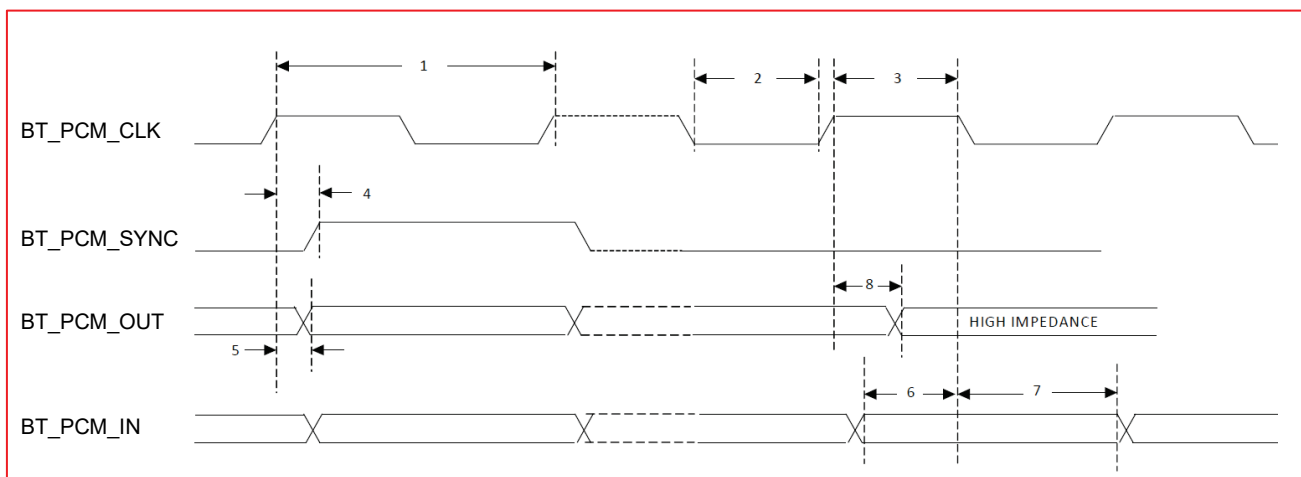 1
2
3
BT_PCM_CLK
4
BT_PCM_SYNC
8
BT_PCM_OUT
HIGH IMPEDANCE
5
6
7
BT_PCM_IN